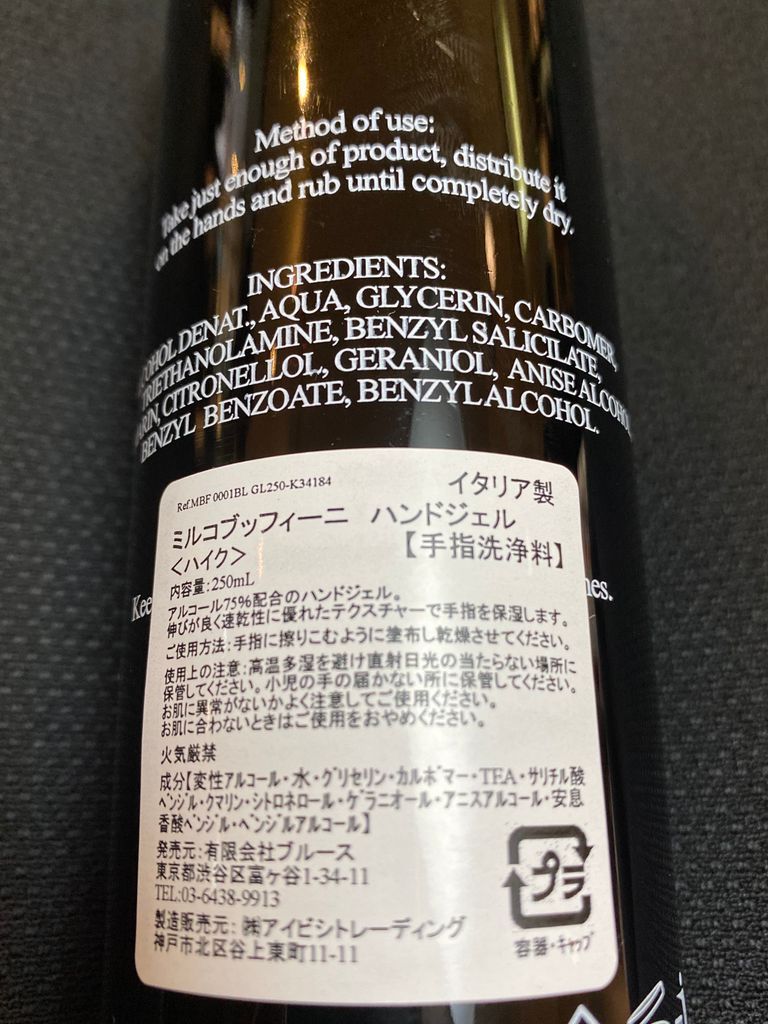 Method of use:
Take just enough of product, distribute it
on the hands and rub until completely dry.
INGREDIENTS:
DENAT., AQUA, GLYCERIN, CARBOMER,
TRIETHANOLAMINE, BENZYL SALICILATE,
CITRONELLOL, GERANIOL, ANISE ALCOHOL,
BENZYL BENZOATE, BENZYL ALCOHOL.
Ref.MBF 0001BL GL250-K34184
イタリア製
ミルコブッフィーニ ハンドジェル
<ハイク> 【手指洗浄料】
内容量:250mL
アルコール75%配合のハンドジェル。
伸びが良く速乾性に優れたテクスチャーで手指を保湿します。
ご使用方法:手指に擦りこむように塗布し乾燥させてください。
使用上の注意:高温多湿を避け直射日光の当たらない場所に
保管してください。小児の手の届かない所に保管してください。
お肌に異常がないかよく注意してご使用ください。
お肌に合わないときはご使用をおやめください。
火気厳禁
成分【変性アルコール・水・グリセリン・カルボマー・TEA・サリチル酸
ベンジル・クマリン・シトロネロール・ゲラニオール・アニスアルコール・安息
香酸ベンジル・ベンジルアルコール】
発売元:有限会社ブルース
東京都渋谷区富ヶ谷1-34-11
TEL:03-6438-9913
製造販売元:㈱アイビシトレーディング
神戸市北区谷上東町11-11
プラ
容器・キャップ